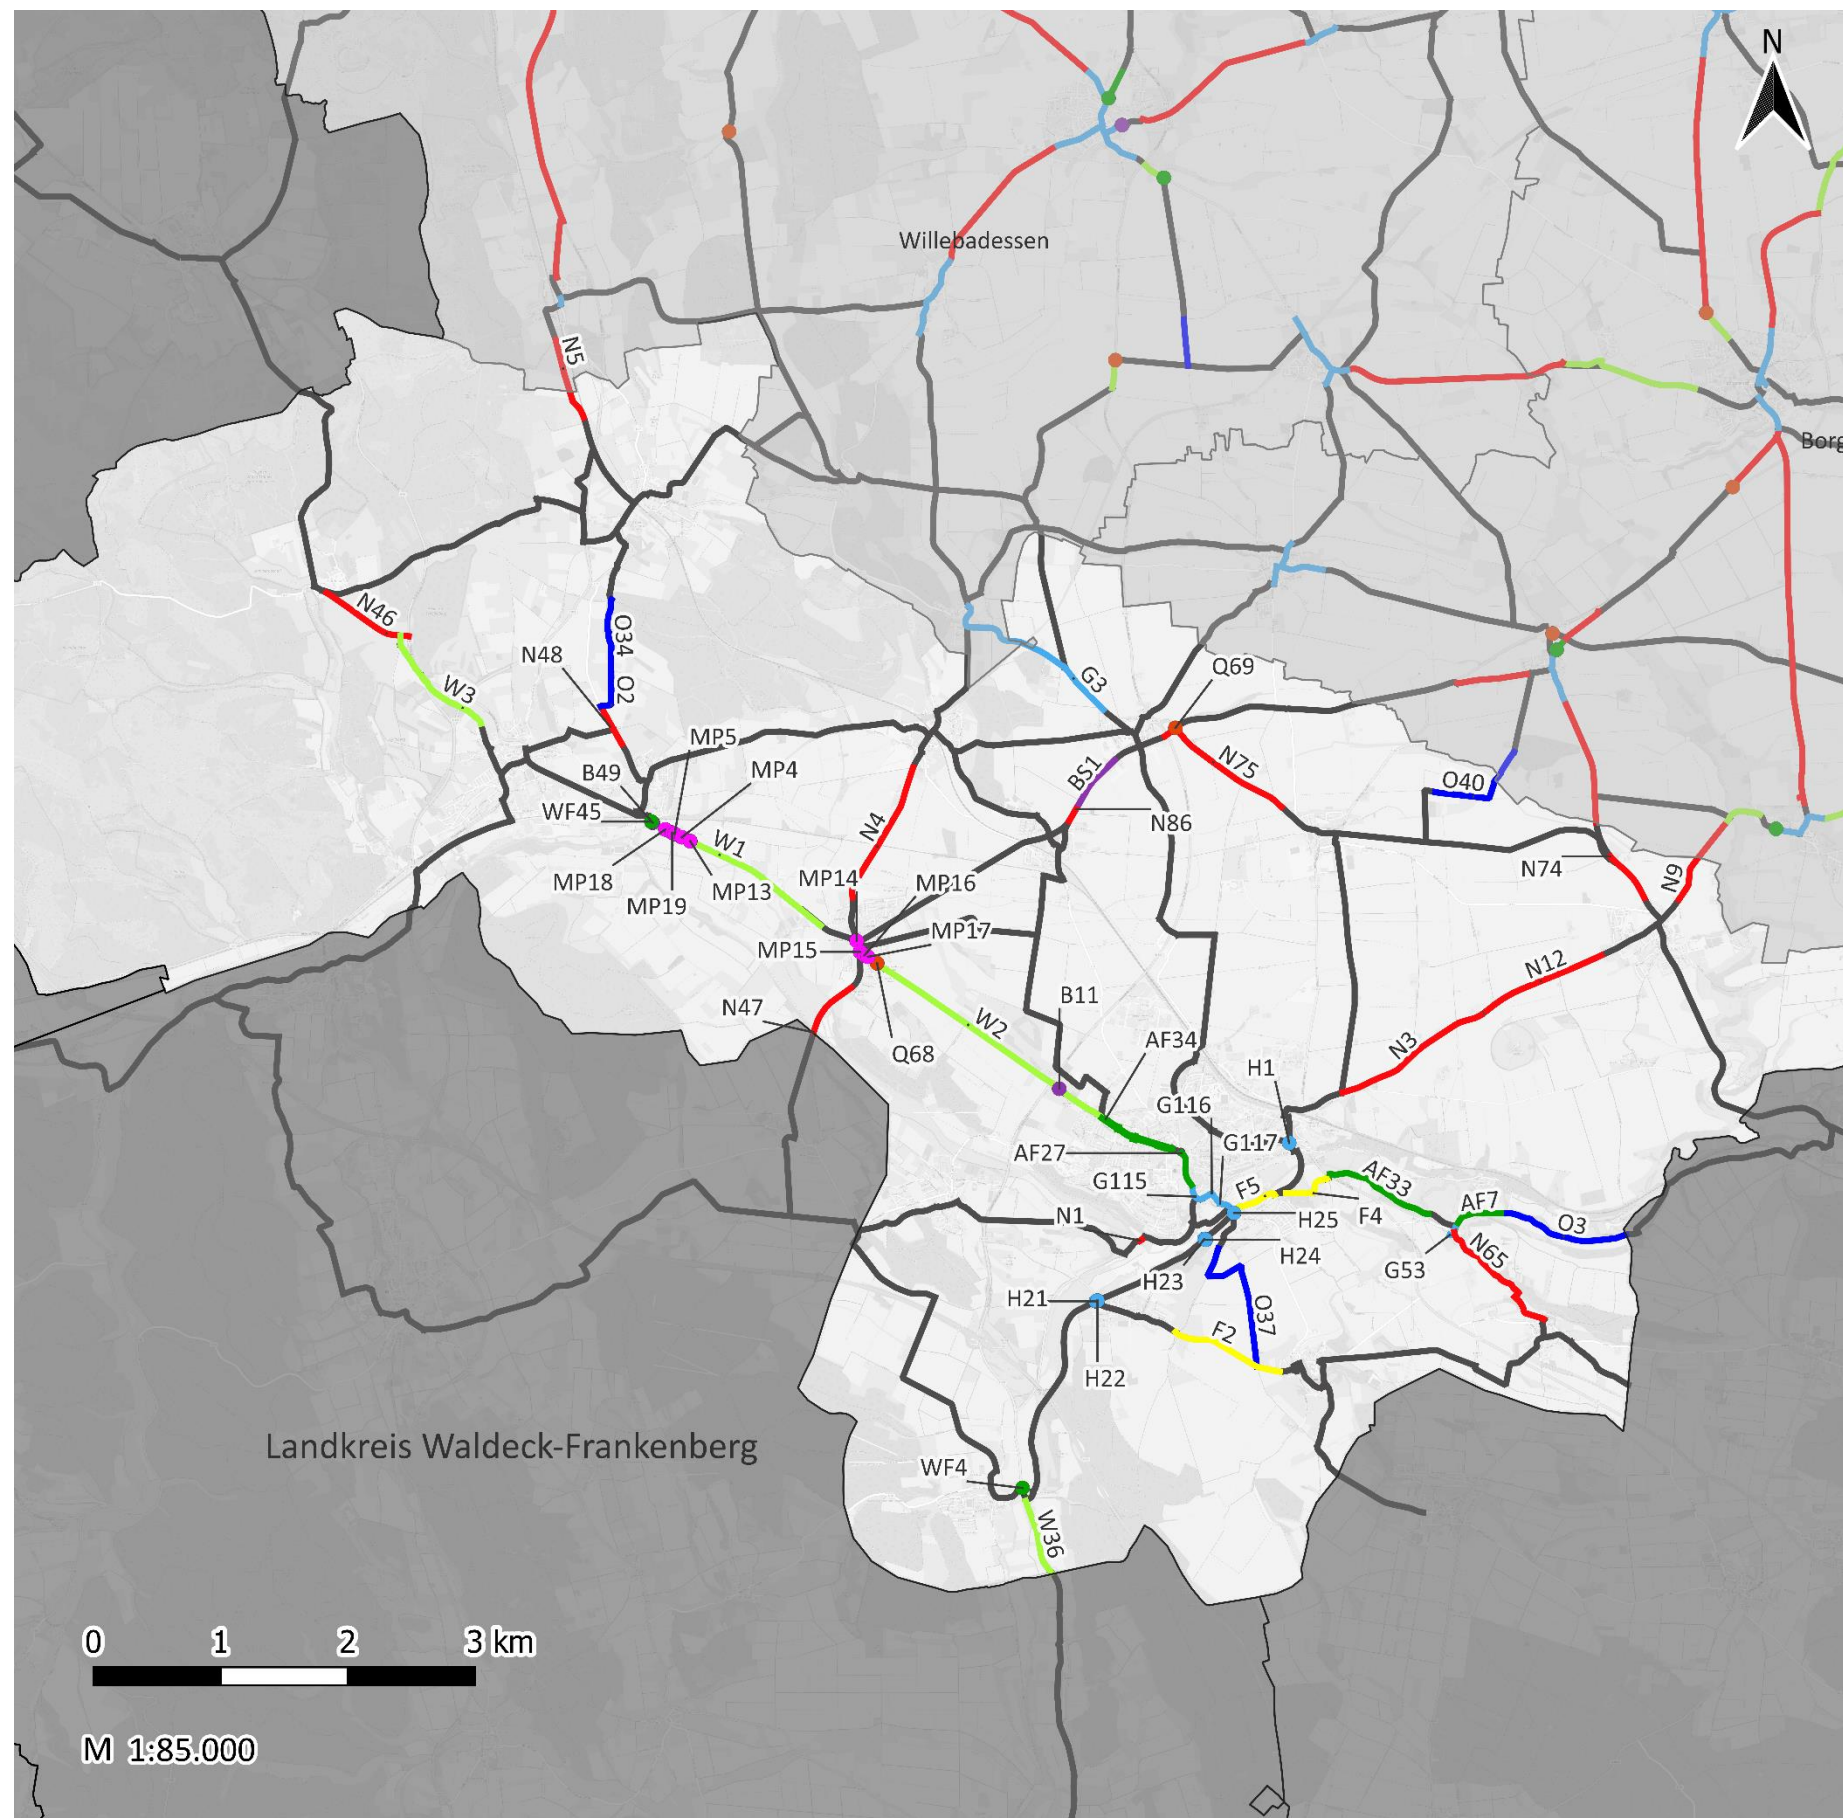 N
Willebadessen
N5
Borg
N46
O34
N48
O2
W3
G3
Q69
MP5
MP4
BS1
N75
O40
B49
WF45
N86
W1
N4
MP18
MP19
MP13
MP14
MP16
N74
N9
MP17
MP15
N12
N47
B11
W2
Q68
AF34
N3
H1
G116
AF27
G117
G115
F5
AF33
AF7
N1
H25
F4
O3
H24
N65
G53
H23
H21
O37
F2
H22
Landkreis Waldeck-Frankenberg
WF4
W36
0 1 2 3 km
M 1:85.000